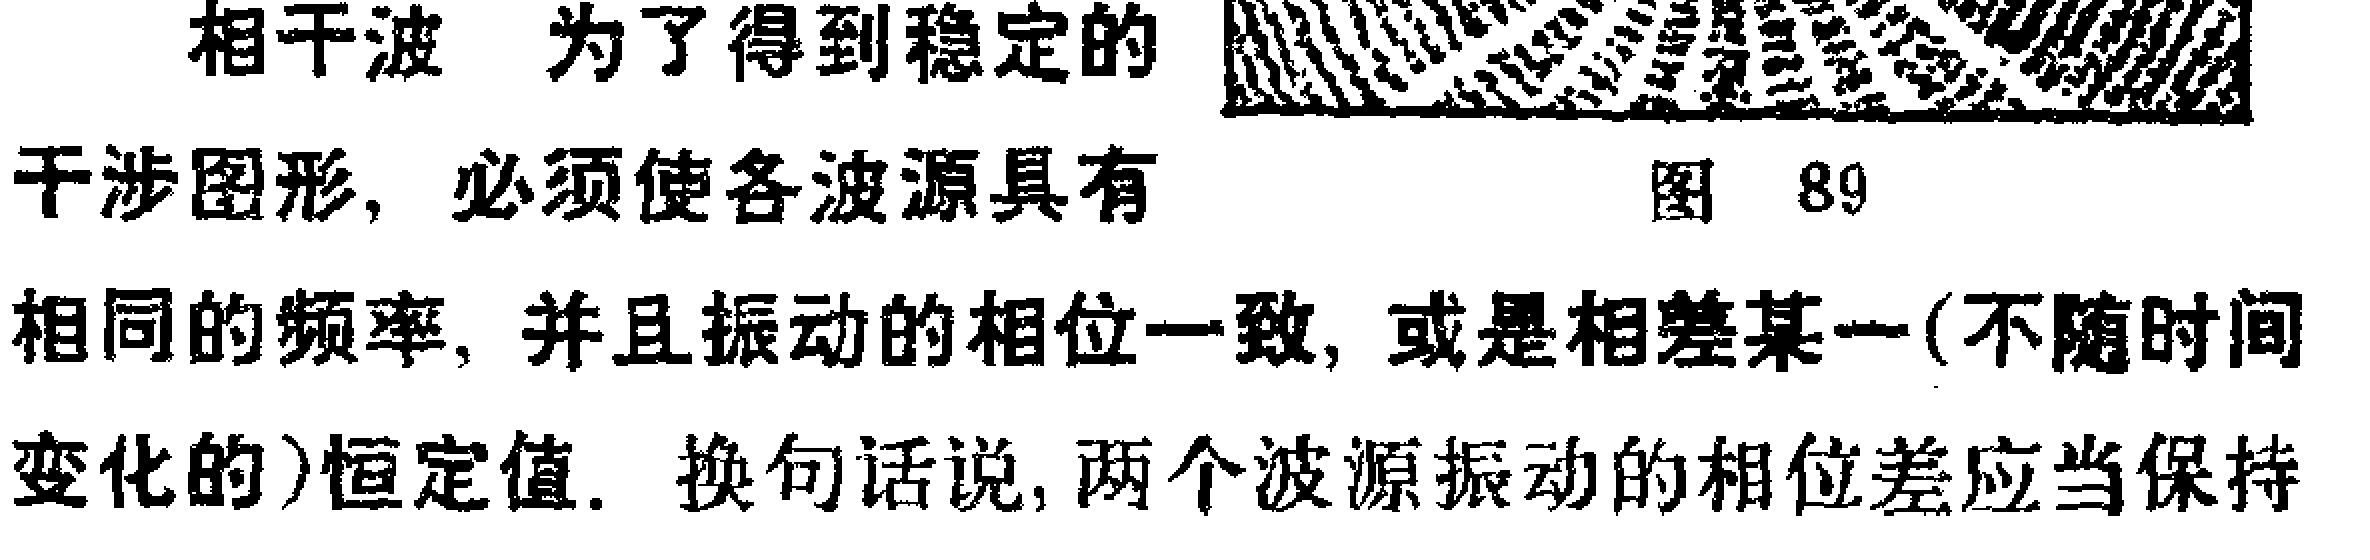 相干波　为了得到稳定的
干涉图形，必须使各波源具有
图　89
相同的频率，并且振动的相位一致，或是相差某一（不随时间
变化的）恒定值．换句话说，两个波源振动的相位差应当保持